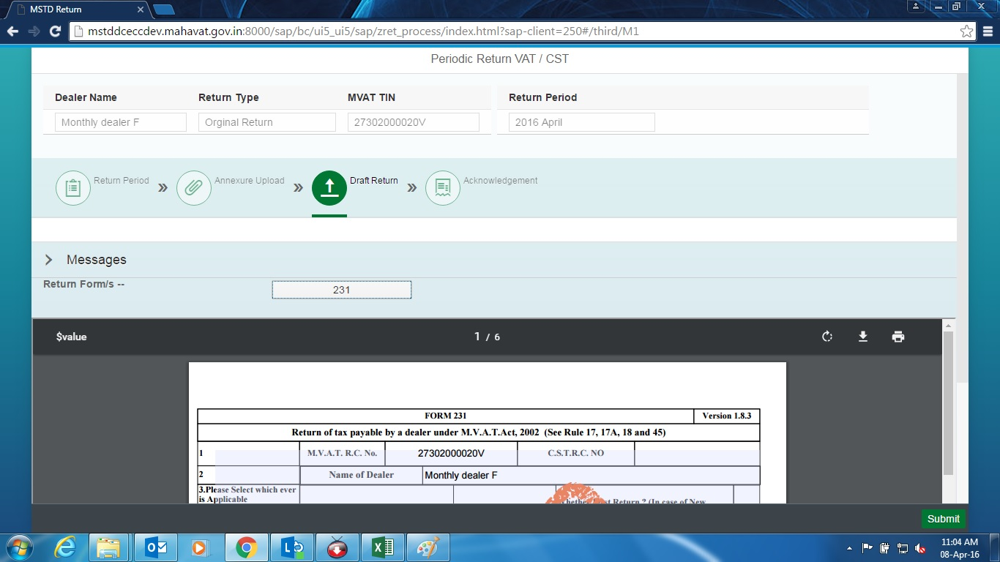 MSTD Return
mstddceccdev.mahavat.gov.in:8000/sap/bc/ui5_ui5/sap/zret_process/index.html?sap-client=250#/third/M1
Periodic Return VAT / CST
Dealer Name Return Type MVAT TIN Return Period
Monthly dealer F Orginal Return 27302000020V 2016 April
Return Period » Annexure Upload » Draft Return » Acknowledgement
Messages
Return Form/s -- 231
$value 1 / 6
FORM 231 Version 1.8.3
Return of tax payable by a dealer under M.V.A.T.Act, 2002 (See Rule 17, 17A, 18 and 45)
1 M.V.A.T. R.C. No. 27302000020V C.S.T.R.C. NO
2 Name of Dealer Monthly dealer F
3.Please Select which ever
is Applicable Return ? (In case of New
Submit
11:04 AM
08-Apr-16